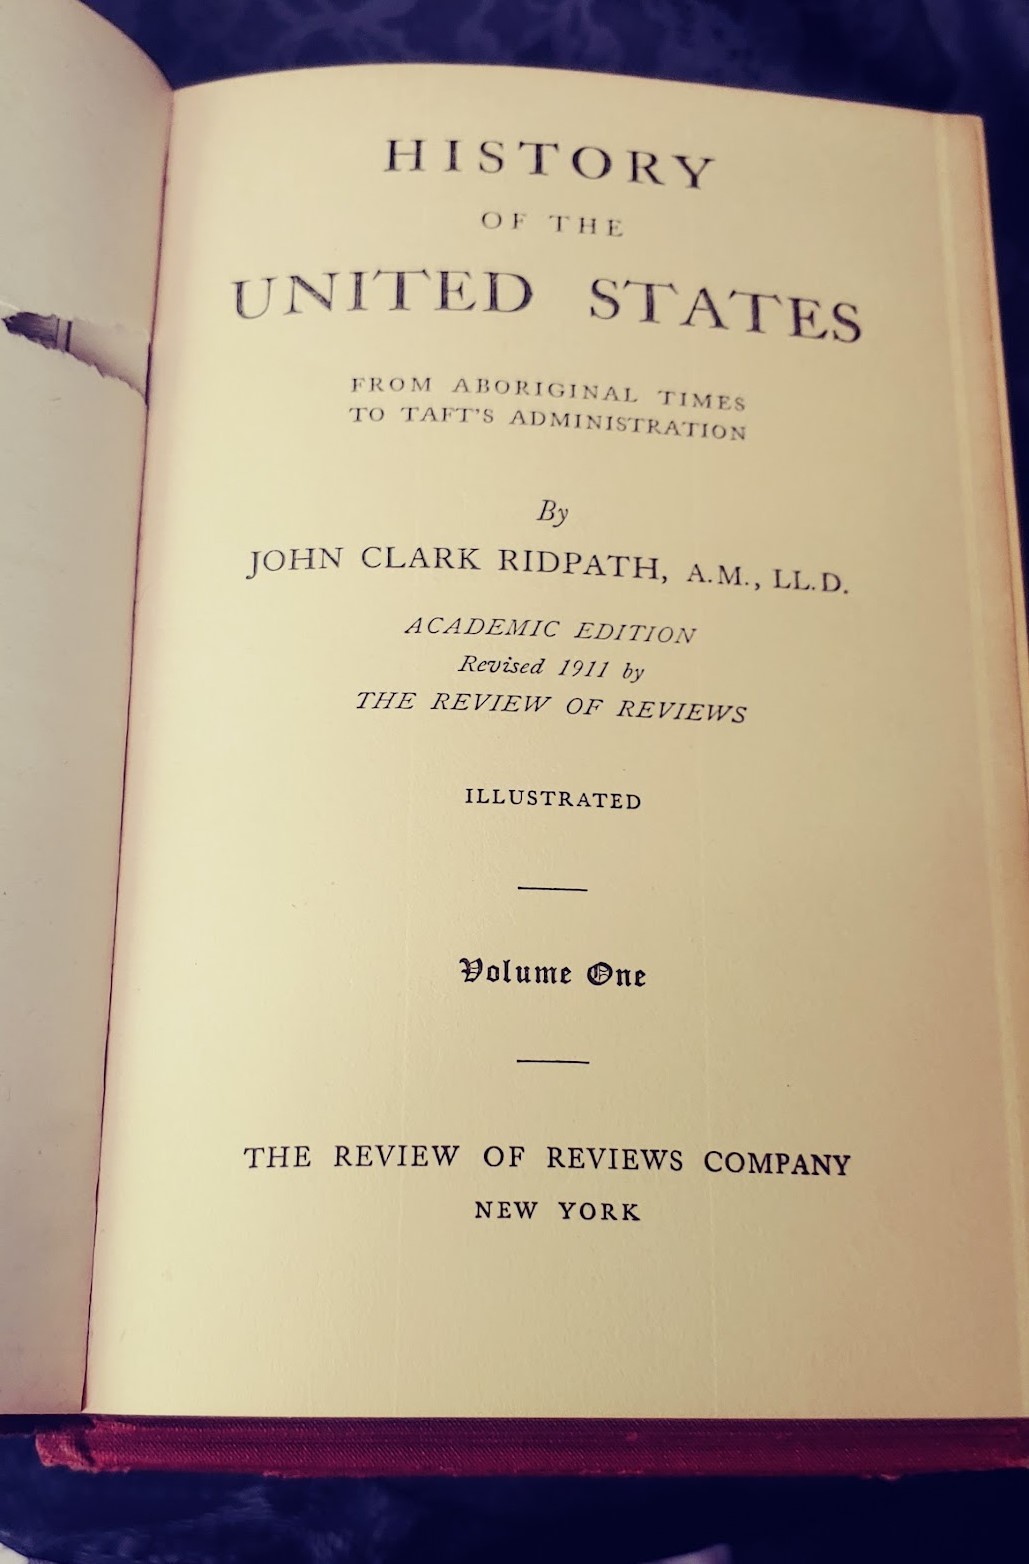 HISTORY
OF THE
UNITED STATES
FROM ABORIGINAL TIMES
TO TAFT'S ADMINISTRATION
By
JOHN CLARK RIDPATH, A.M., LL.D.
ACADEMIC EDITION
Revised 1911 by
THE REVIEW OF REVIEWS
ILLUSTRATED
Volume One
THE REVIEW OF REVIEWS COMPANY
NEW YORK